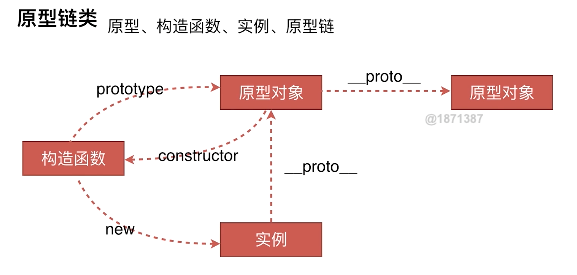 原型链类
原型、构造函数、实例、原型链
prototype
原型对象
__proto__
原型对象
@1871387
构造函数
constructor
__proto__
new
实例